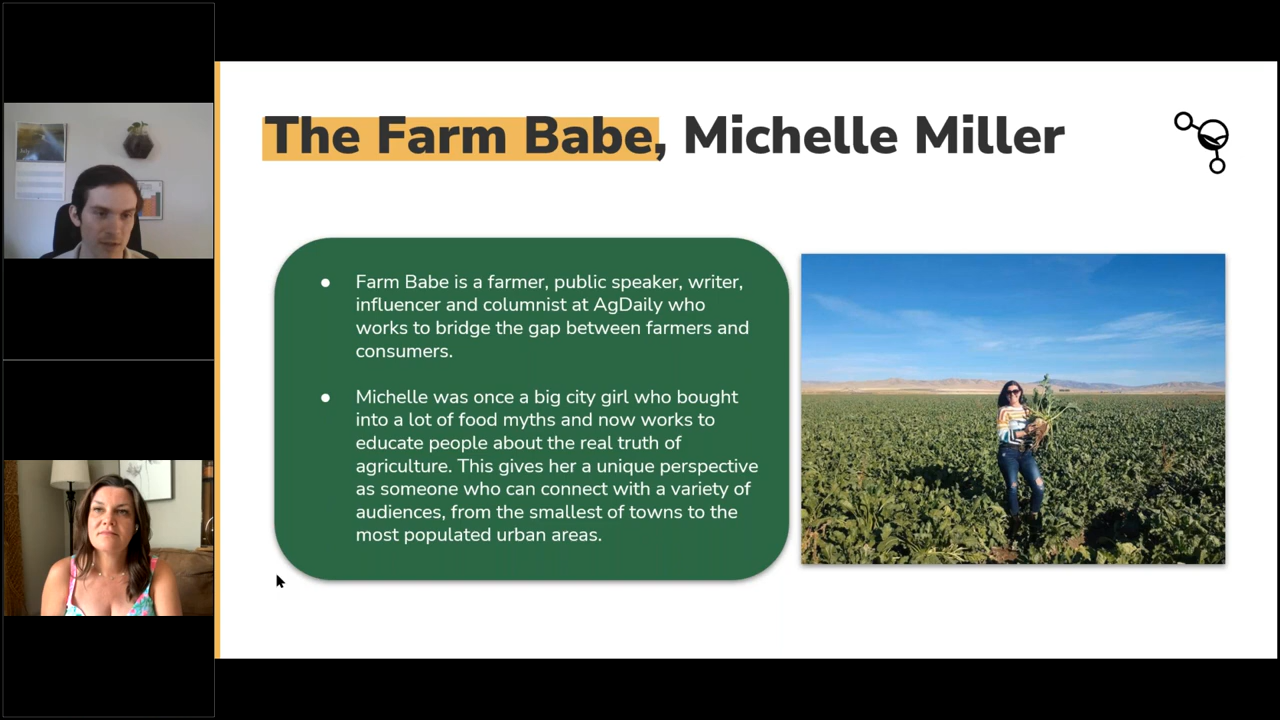 The Farm Babe, Michelle Miller
● Farm Babe is a farmer, public speaker, writer,
influencer and columnist at AgDaily who
works to bridge the gap between farmers and
consumers.
● Michelle was once a big city girl who bought
into a lot of food myths and now works to
educate people about the real truth of
agriculture. This gives her a unique perspective
as someone who can connect with a variety of
audiences, from the smallest of towns to the
most populated urban areas.